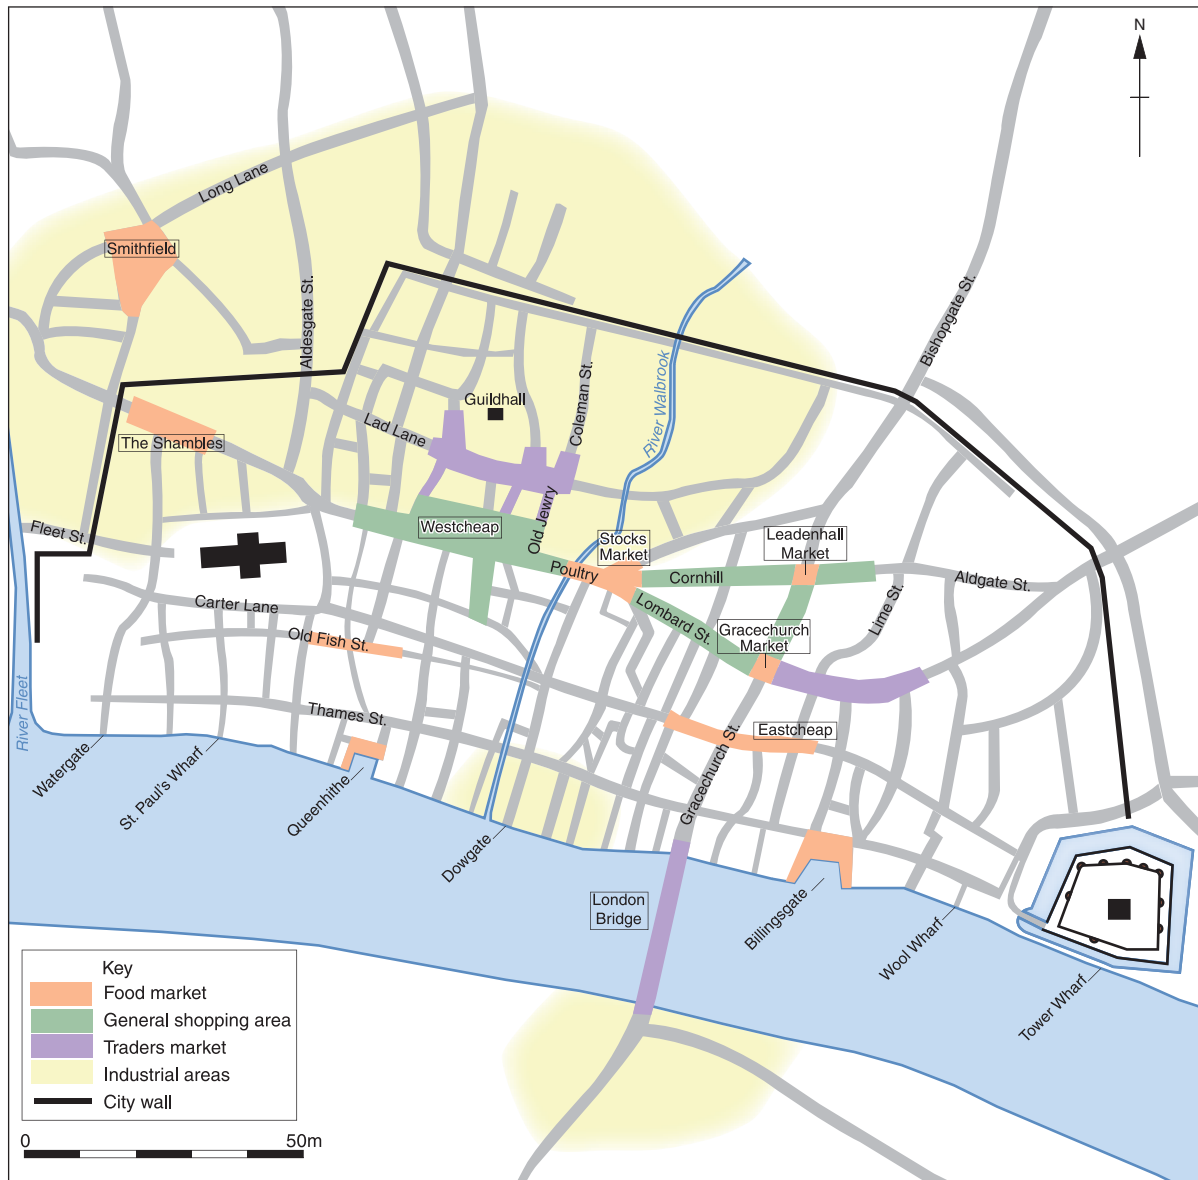 N
Long Lane
Smithfield
Aldesgate St.
Bishopgate St.
River Walbrook
Coleman St.
Guildhall
Lad Lane
The Shambles
Fleet St.
Westcheap
Old Jewry
Stocks
Market
Leadenhall
Market
Poultry
Cornhill
Aldgate St.
Carter Lane
Lombard St.
Lime St.
Gracechurch
Market
Old Fish St.
Thames St.
Eastcheap
Gracechurch St.
River Fleet
Watergate
St. Paul's Wharf
Queenhithe
Dowgate
London
Bridge
Billingsgate
Wool Wharf
Tower Wharf
Key
Food market
General shopping area
Traders market
Industrial areas
City wall
0 50m